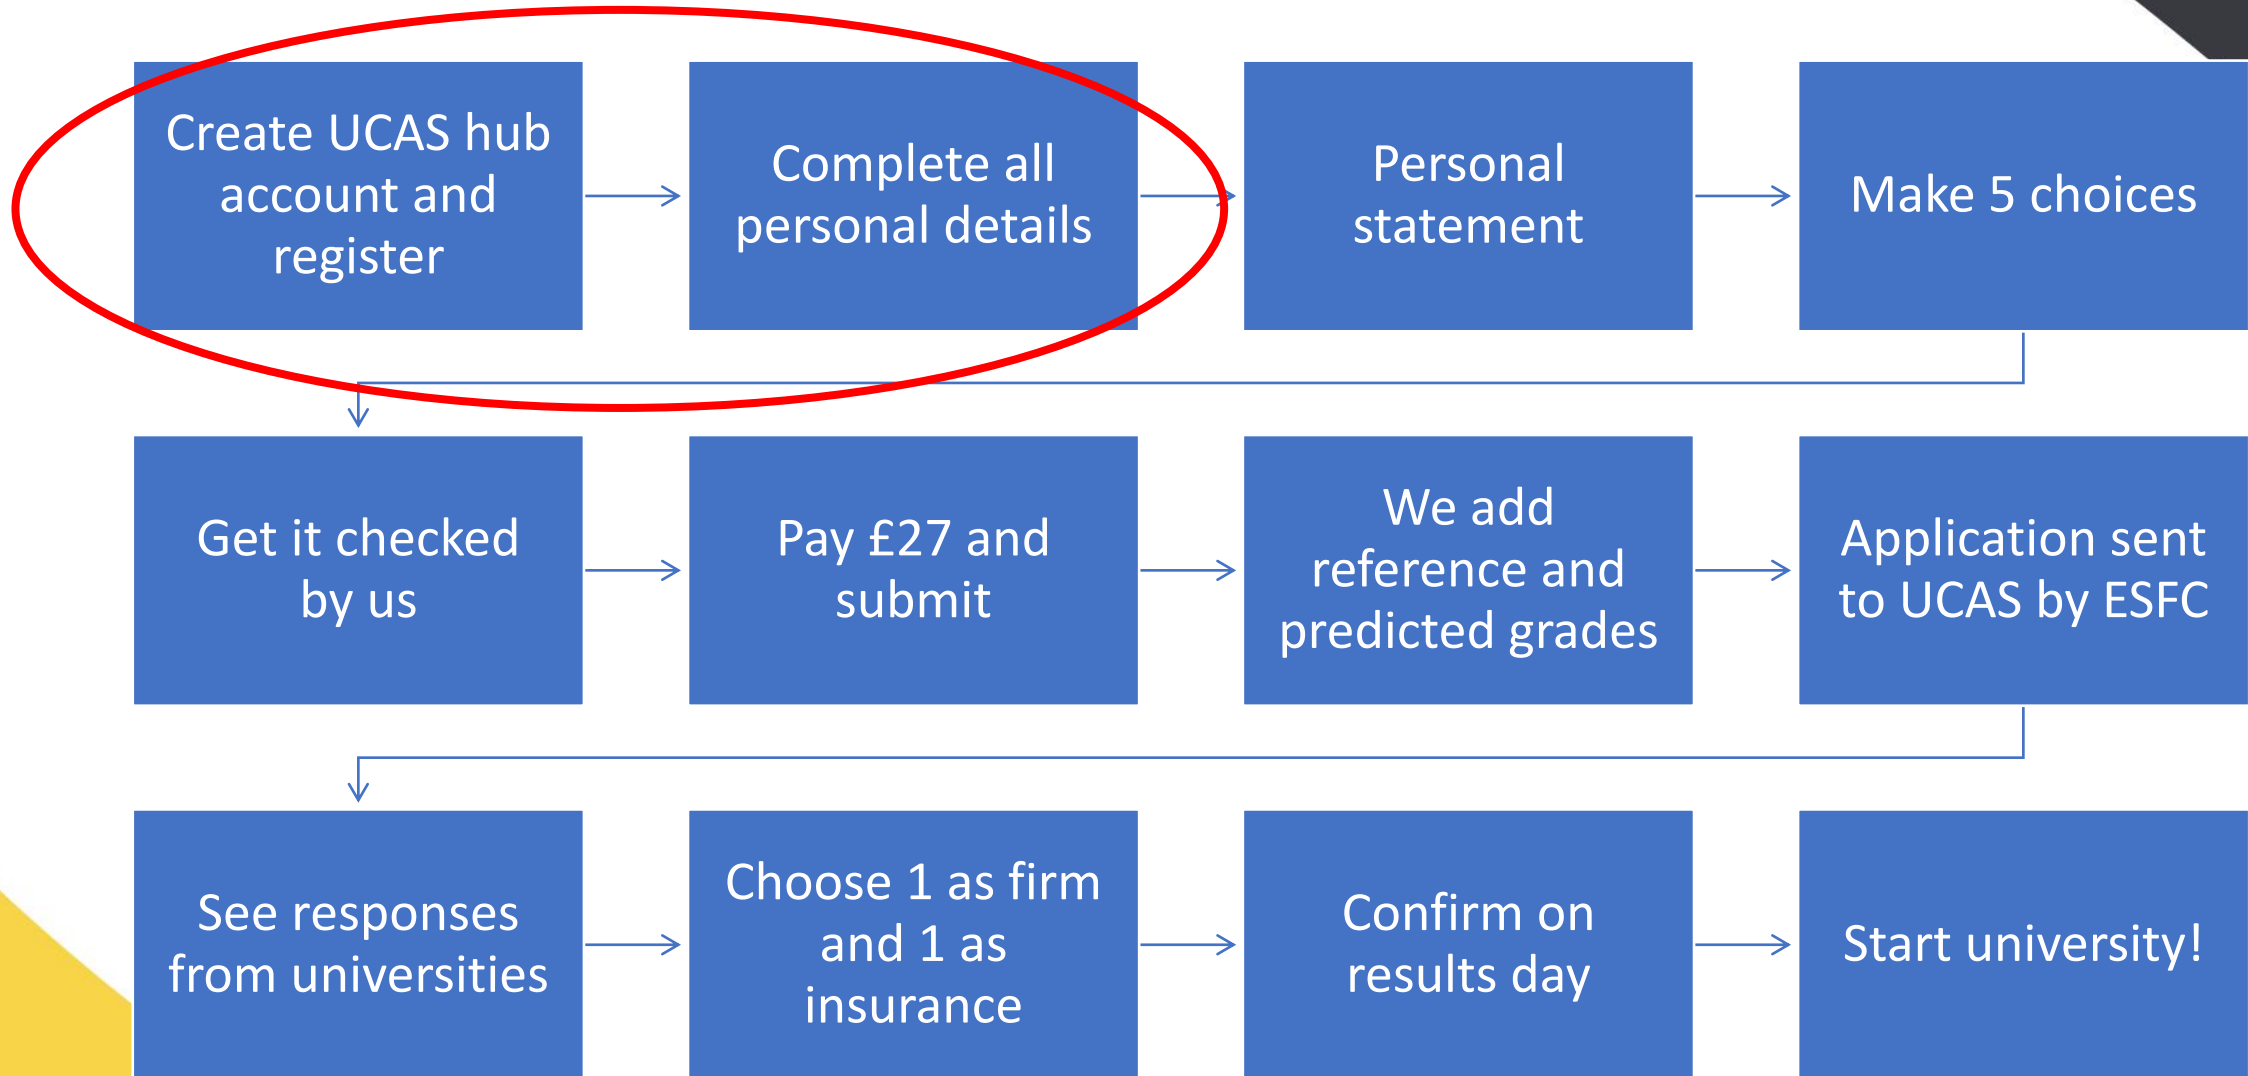 Create UCAS hub
account and
register
Complete all
personal details
Personal
statement
Make 5 choices
Get it checked
by us
Pay £27 and
submit
We add
reference and
predicted grades
Application sent
to UCAS by ESFC
See responses
from universities
Choose 1 as firm
and 1 as
insurance
Confirm on
results day
Start university!